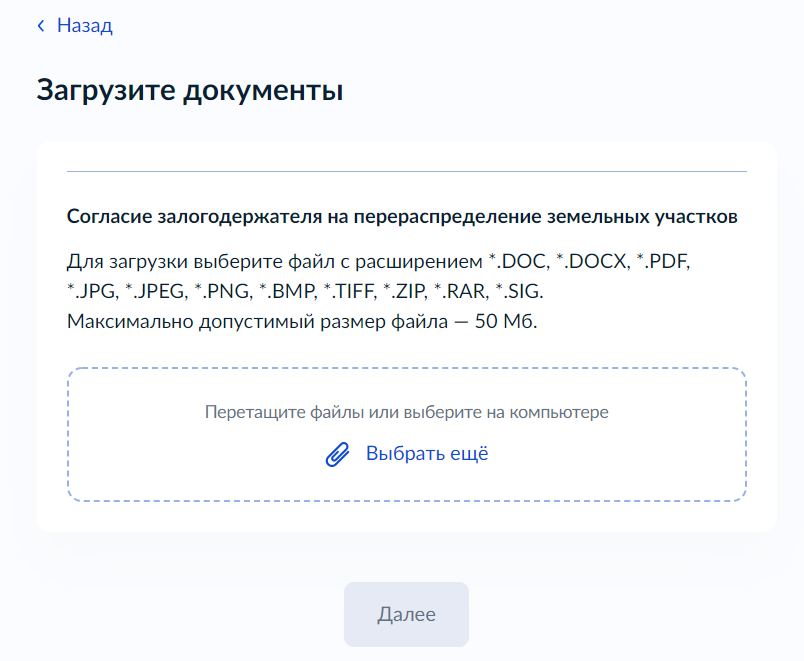 Назад
Загрузите документы
Согласие залогодержателя на перераспределение земельных участков
Для загрузки выберите файл с расширением *.DOC, *.DOCX, *.PDF,
*.JPG, *.JPEG, *.PNG, *.BMP, *.TIFF, *.ZIP, *.RAR, *.SIG.
Максимально допустимый размер файла — 50 Мб.
Перетащите файлы или выберите на компьютере
Выбрать ещё
Далее